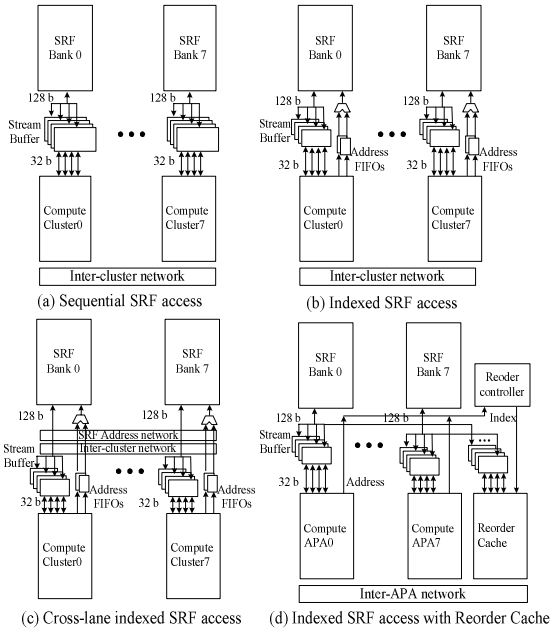 SRF
Bank 0
SRF
Bank 7
128 b
128 b
Stream
Buffer
32 b
32 b
Compute
Cluster0
Compute
Cluster7
Inter-cluster network
(a) Sequential SRF access
SRF
Bank 0
SRF
Bank 7
128 b
128 b
Stream
Buffer
Address
FIFOs
Address
FIFOs
32 b
32 b
Compute
Cluster0
Compute
Cluster7
Inter-cluster network
(b) Indexed SRF access
SRF
Bank 0
SRF
Bank 7
128 b
128 b
SRF Address network
Inter-cluster network
Stream
Buffer
Address
FIFOs
Address
FIFOs
32 b
32 b
Compute
Cluster0
Compute
Cluster7
(c) Cross-lane indexed SRF access
SRF
Bank 0
SRF
Bank 7
Reoder
controller
128 b
128 b
Index
Stream
Buffer
32 b
Address
Compute
APA0
Compute
APA7
Reorder
Cache
Inter-APA network
(d) Indexed SRF access with Reorder Cache